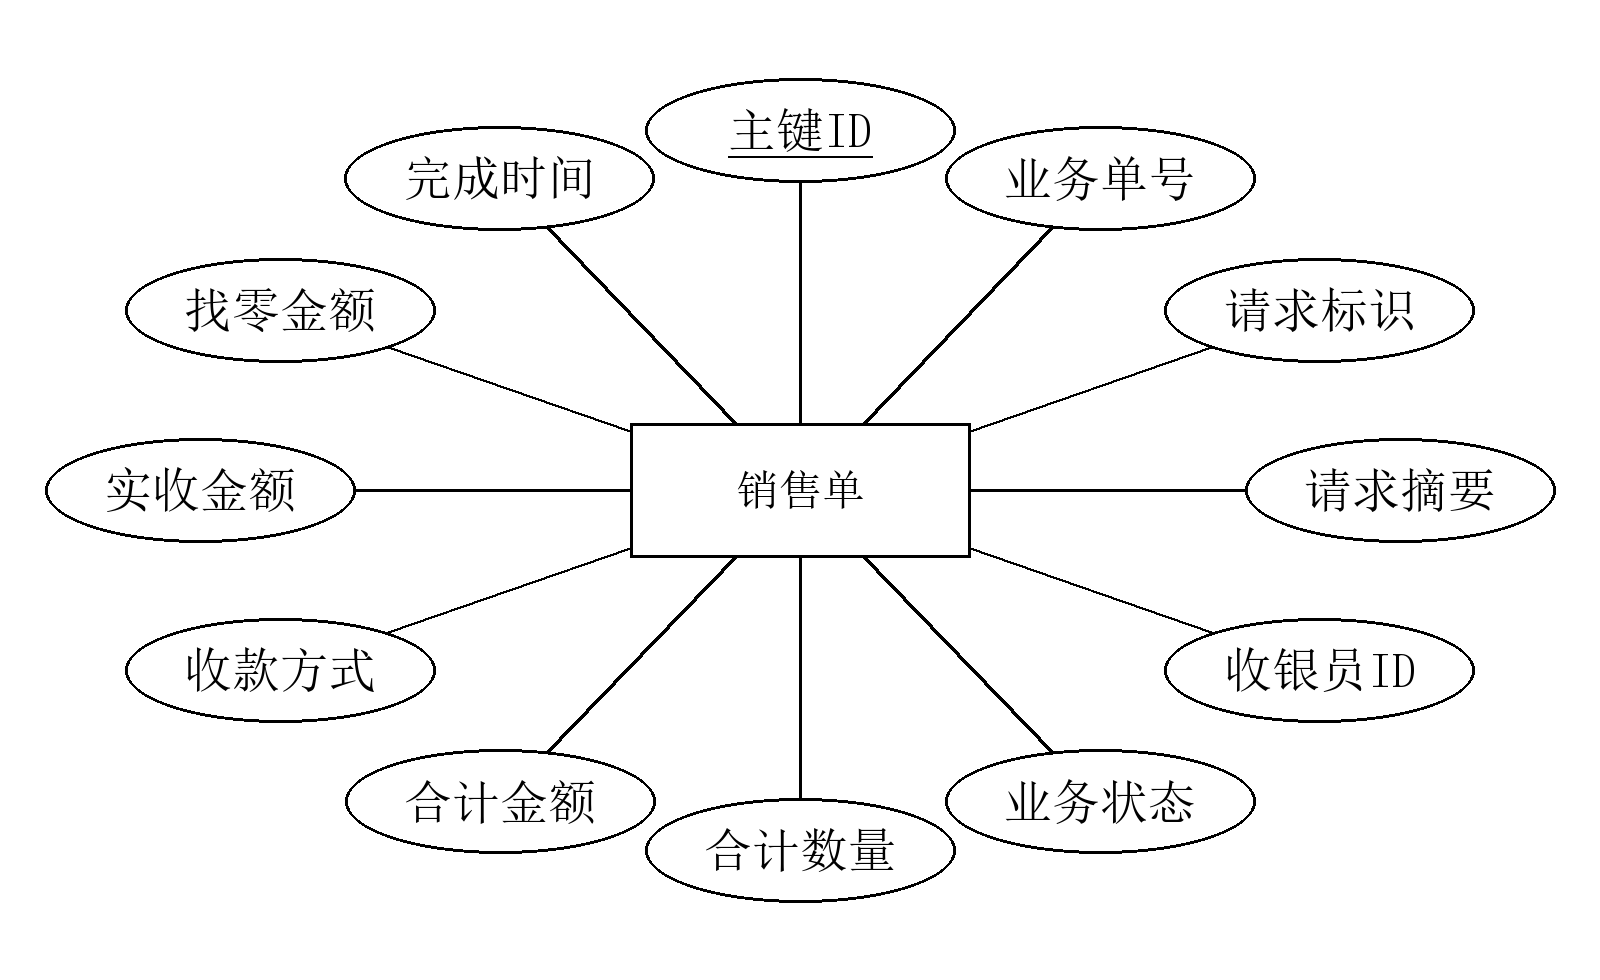 主键ID
完成时间
业务单号
找零金额
请求标识
实收金额
销售单
请求摘要
收款方式
收银员ID
合计金额
业务状态
合计数量